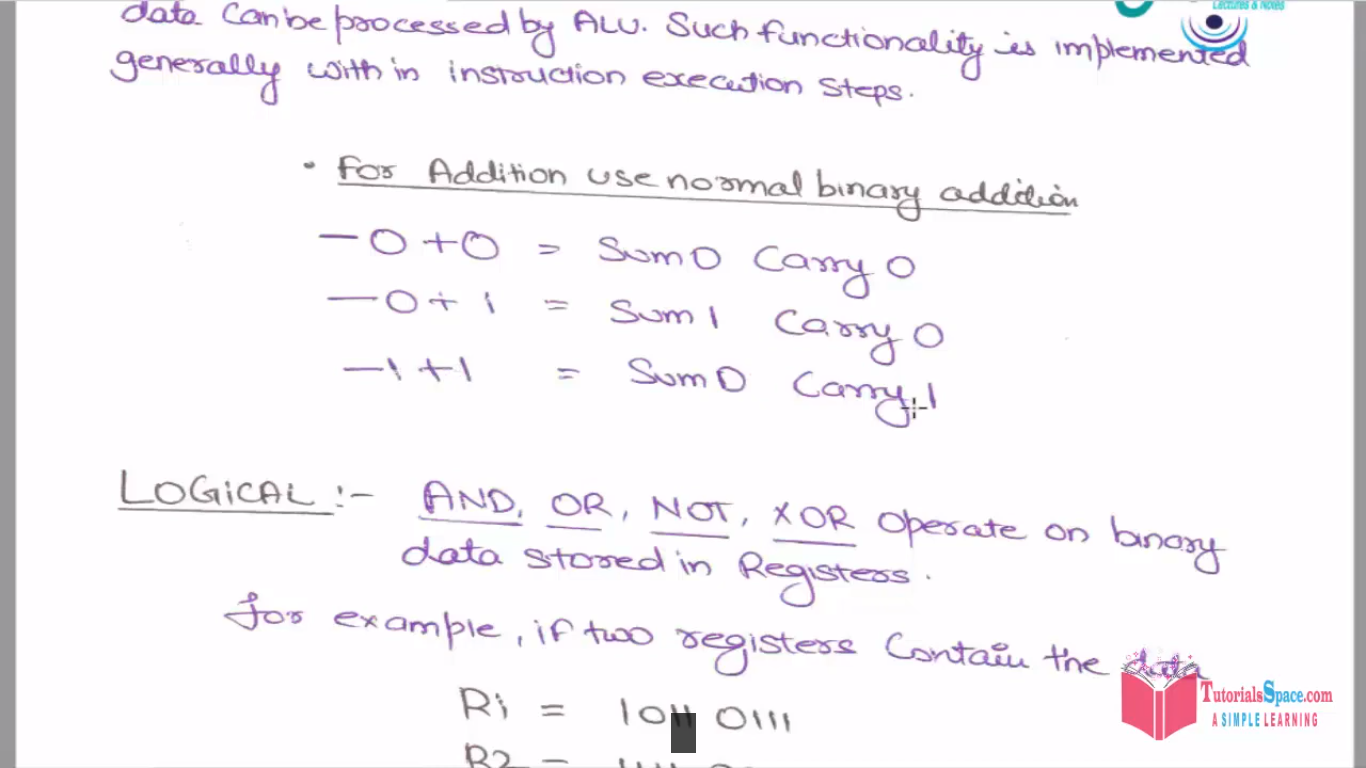 Lectures & Notes
data can be processed by ALU. Such functionality is implemented
generally with in instruction execution steps.
• For Addition use normal binary addition
— 0 + 0 = Sum 0 Carry 0
— 0 + 1 = Sum 1 Carry 0
— 1 + 1 = Sum 0 Carry 1
LOGICAL :- AND, OR, NOT, XOR operate on binary
data stored in Registers.
for example, if two registers contain the data
R1 = 1011 0111
R2 =
TutorialsSpace.com
A SIMPLE LEARNING